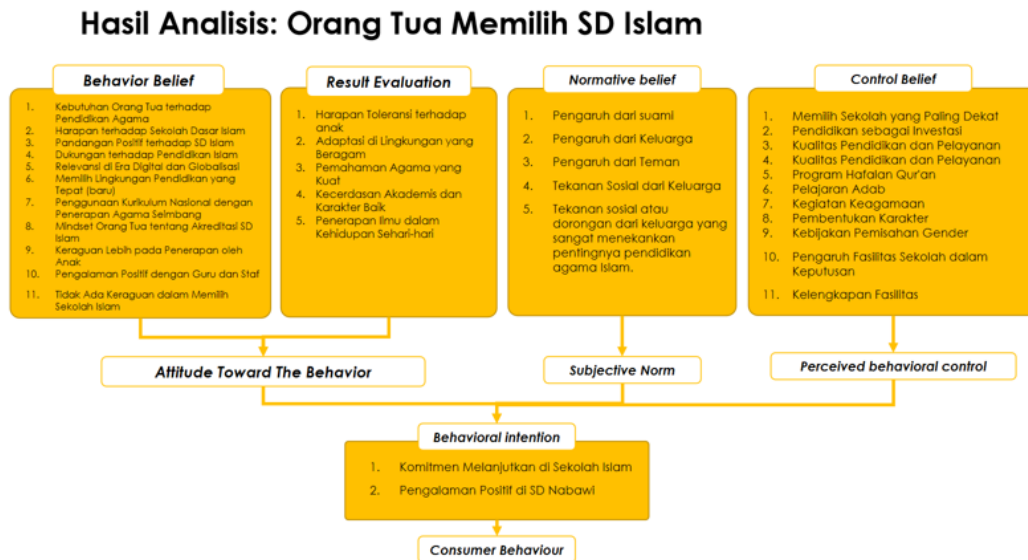 Hasil Analisis: Orang Tua Memilih SD Islam
Behavior Belief
1. Kebutuhan Orang Tua terhadap
Pendidikan Agama
2. Harapan terhadap Sekolah Dasar Islam
3. Pandangan Positif terhadap SD Islam
4. Dukungan terhadap Pendidikan Islam
5. Relevansi di Era Digital dan Globalisasi
6. Memilih Lingkungan Pendidikan yang
Tepat (baru)
7. Penggunaan Kurikulum Nasional dengan
Penerapan Agama Seimbang
8. Mindset Orang Tua tentang Akreditasi SD
Islam
9. Keraguan Lebih pada Penerapan oleh
Anak
10. Pengalaman Positif dengan Guru dan Staf
11. Tidak Ada Keraguan dalam Memilih
Sekolah Islam
Result Evaluation
1. Harapan Toleransi terhadap
anak
2. Adaptasi di Lingkungan yang
Beragam
3. Pemahaman Agama yang
Kuat
4. Kecerdasan Akademis dan
Karakter Baik
5. Penerapan Ilmu dalam
Kehidupan Sehari-hari
Normative belief
1. Pengaruh dari suami
2. Pengaruh dari Keluarga
3. Pengaruh dari Teman
4. Tekanan Sosial dari Keluarga
5. Tekanan sosial atau
dorongan dari keluarga yang
sangat menekankan
pentingnya pendidikan
agama Islam.
Control Belief
1. Memilih Sekolah yang Paling Dekat
2. Pendidikan sebagai Investasi
3. Kualitas Pendidikan dan Pelayanan
4. Kualitas Pendidikan dan Pelayanan
5. Program Hafalan Qur'an
6. Pelajaran Adab
7. Kegiatan Keagamaan
8. Pembentukan Karakter
9. Kebijakan Pemisahan Gender
10. Pengaruh Fasilitas Sekolah dalam
Keputusan
11. Kelengkapan Fasilitas
Attitude Toward The Behavior
Subjective Norm
Perceived behavioral control
Behavioral intention
1. Komitmen Melanjutkan di Sekolah Islam
2. Pengalaman Positif di SD Nabawi
Consumer Behaviour